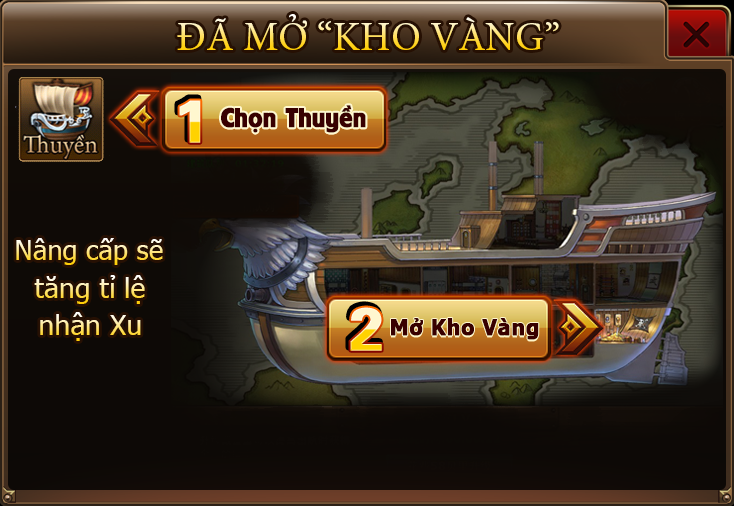 ĐÃ MỞ “KHO VÀNG”
1 Chọn Thuyền
Thuyền
Nâng cấp sẽ
tăng tỉ lệ
nhận Xu
2 Mở Kho Vàng